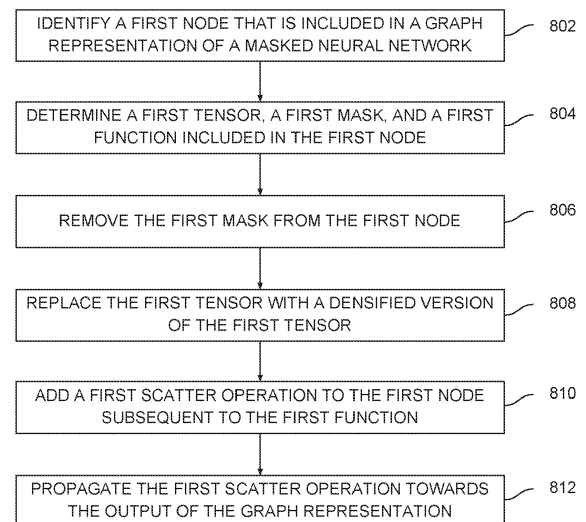 IDENTIFY A FIRST NODE THAT IS INCLUDED IN A GRAPH
REPRESENTATION OF A MASKED NEURAL NETWORK
802
DETERMINE A FIRST TENSOR, A FIRST MASK, AND A FIRST
FUNCTION INCLUDED IN THE FIRST NODE
804
REMOVE THE FIRST MASK FROM THE FIRST NODE
806
REPLACE THE FIRST TENSOR WITH A DENSIFIED VERSION
OF THE FIRST TENSOR
808
ADD A FIRST SCATTER OPERATION TO THE FIRST NODE
SUBSEQUENT TO THE FIRST FUNCTION
810
PROPAGATE THE FIRST SCATTER OPERATION TOWARDS
THE OUTPUT OF THE GRAPH REPRESENTATION
812